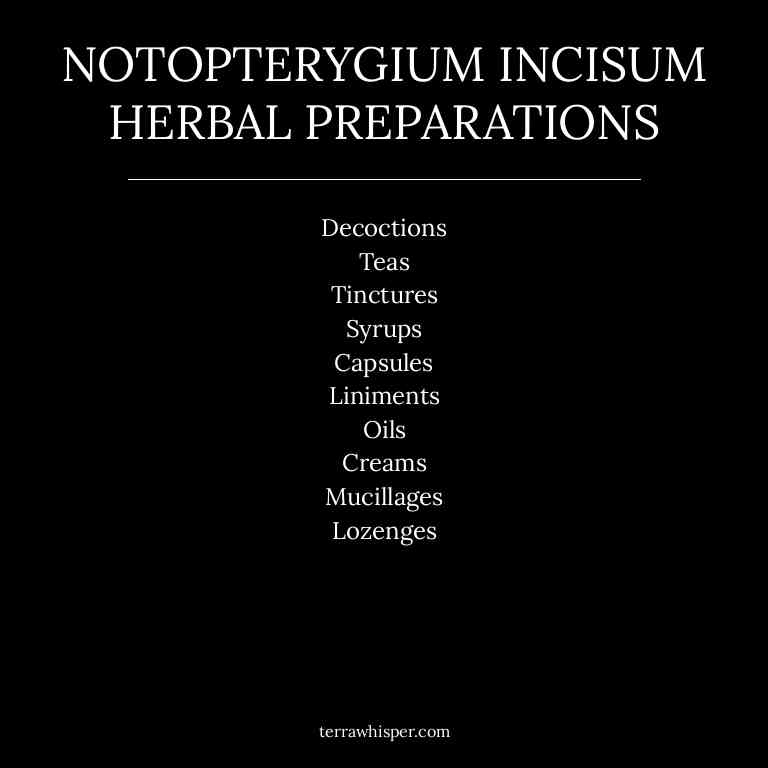 NOTOPTERYGIUM INCISUM
HERBAL PREPARATIONS
Decoctions
Teas
Tinctures
Syrups
Capsules
Liniments
Oils
Creams
Mucillages
Lozenges
terrawhisper.com